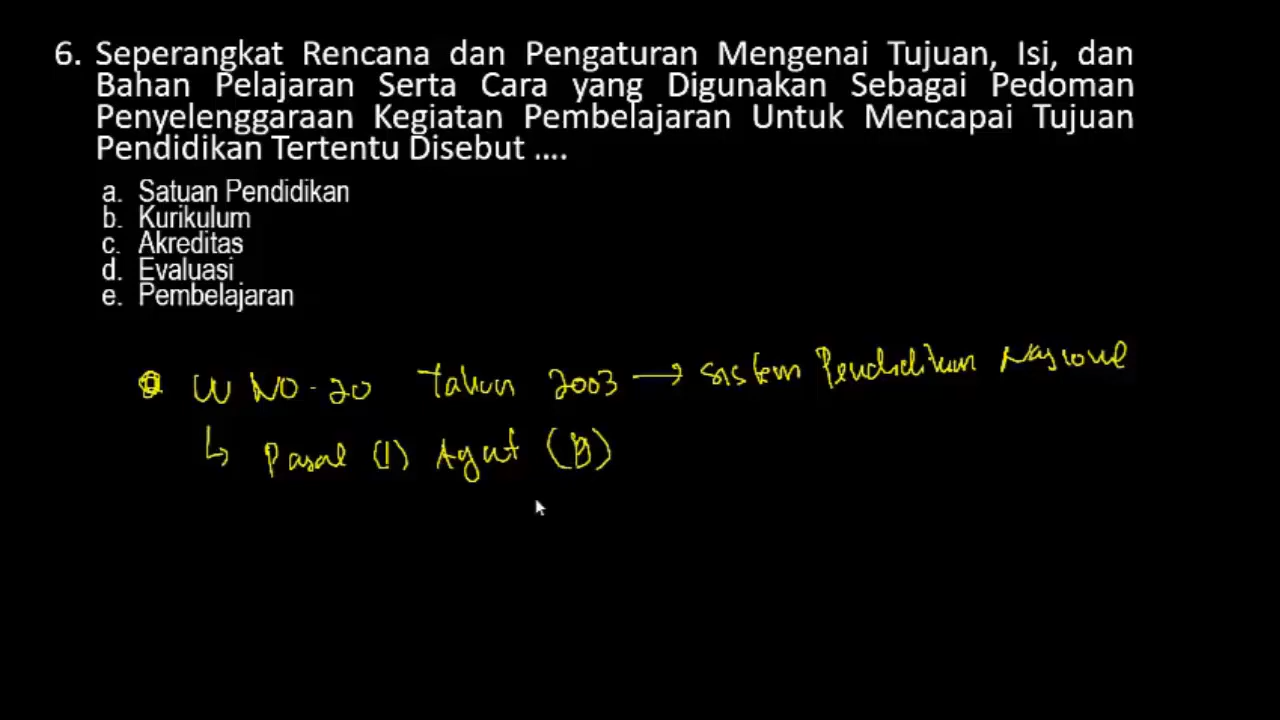 6. Seperangkat Rencana dan Pengaturan Mengenai Tujuan, Isi, dan
Bahan Pelajaran Serta Cara yang Digunakan Sebagai Pedoman
Penyelenggaraan Kegiatan Pembelajaran Untuk Mencapai Tujuan
Pendidikan Tertentu Disebut ....
a. Satuan Pendidikan
b. Kurikulum
c. Akreditas
d. Evaluasi
e. Pembelajaran
UU NO-20 Tahun 2003 → Sistem Pendidikan Nasional
↳ Pasal (1) Ayat